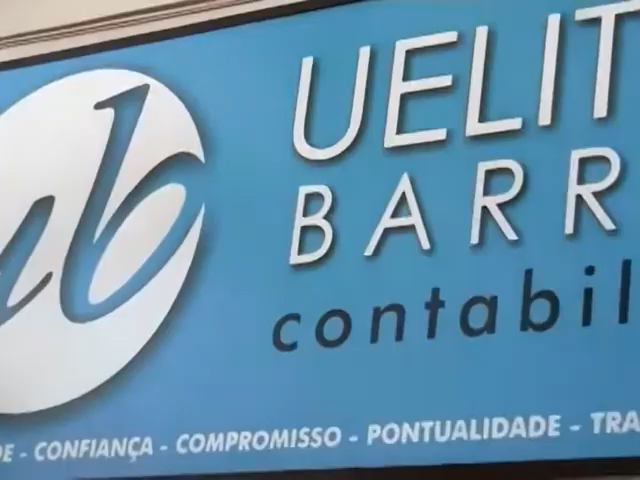 ub
UELIT
BARR
contabil
DE - CONFIANÇA - COMPROMISSO - PONTUALIDADE - TRA